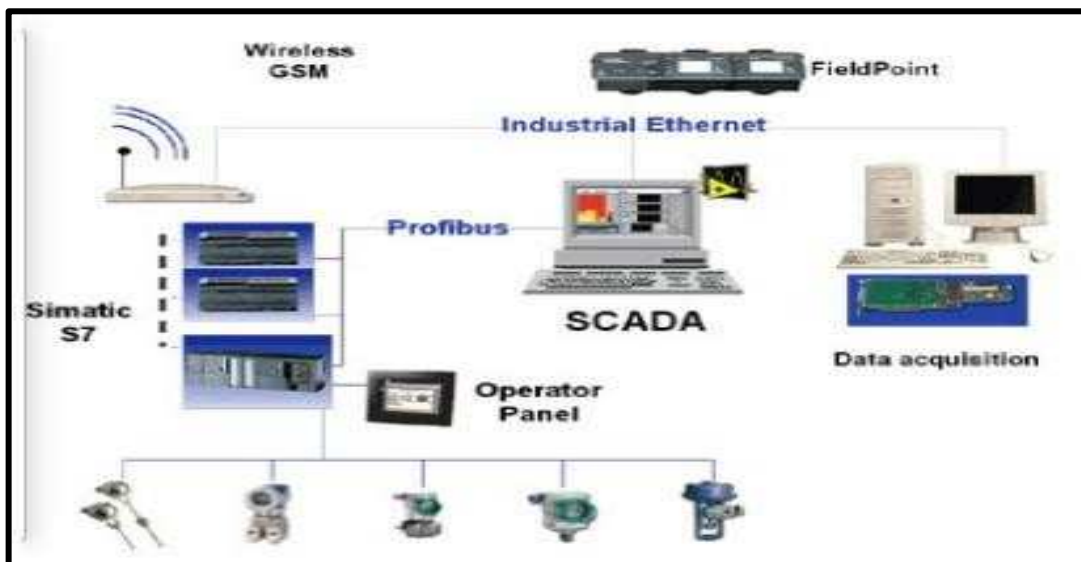 Wireless
GSM
FieldPoint
Industrial Ethernet
Profibus
Simatic
S7
SCADA
Operator
Panel
Data acquisition